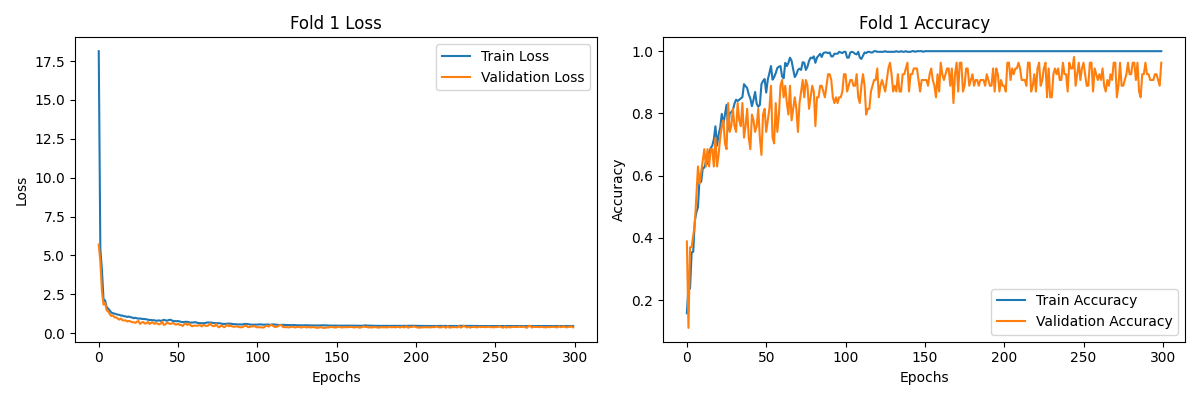 Fold 1 Loss
17.5
15.0
12.5
10.0
7.5
5.0
2.5
0.0
Loss
0 50 100 150 200 250 300
Epochs
Train Loss
Validation Loss
Fold 1 Accuracy
1.0
0.8
0.6
0.4
0.2
Accuracy
0 50 100 150 200 250 300
Epochs
Train Accuracy
Validation Accuracy